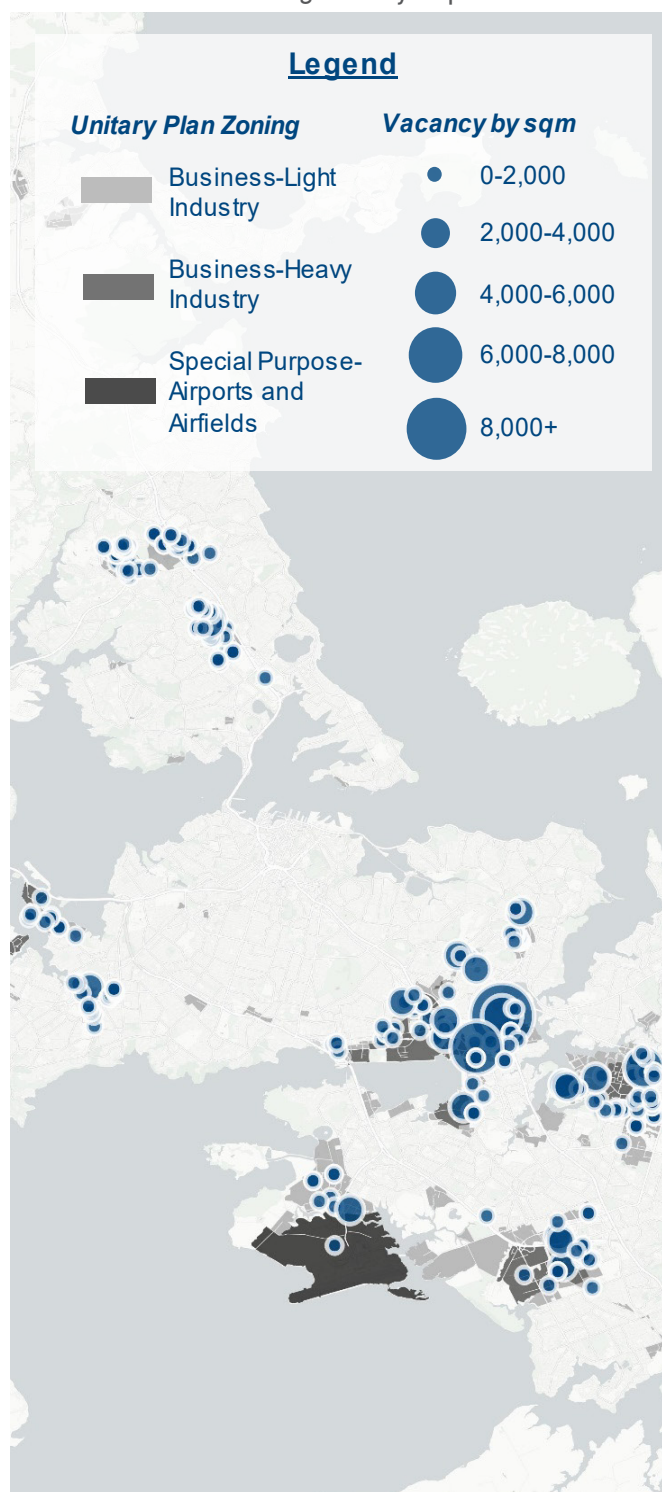 Legend
Unitary Plan Zoning
Vacancy by sqm
Business-Light
Industry
Business-Heavy
Industry
Special Purpose-
Airports and
Airfields
0-2,000
2,000-4,000
4,000-6,000
6,000-8,000
8,000+